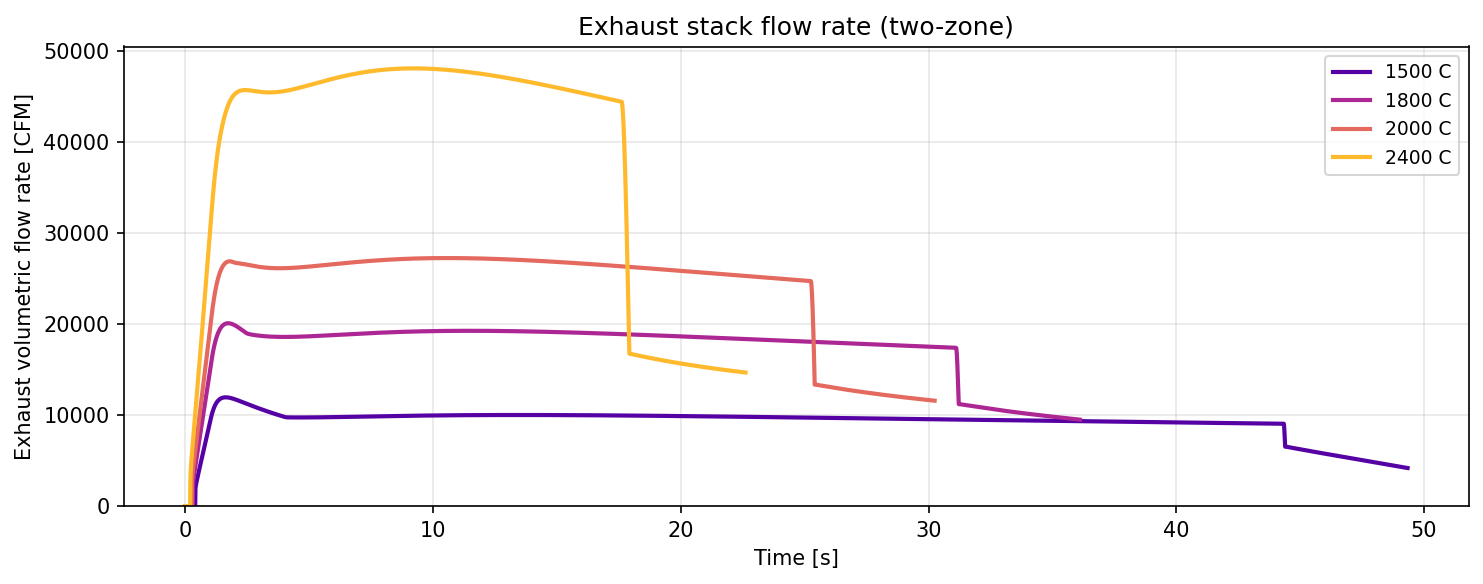 Exhaust stack flow rate (two-zone)
Exhaust volumetric flow rate [CFM]
50000
40000
30000
20000
10000
0
1500 C
1800 C
2000 C
2400 C
0 10 20 30 40 50
Time [s]